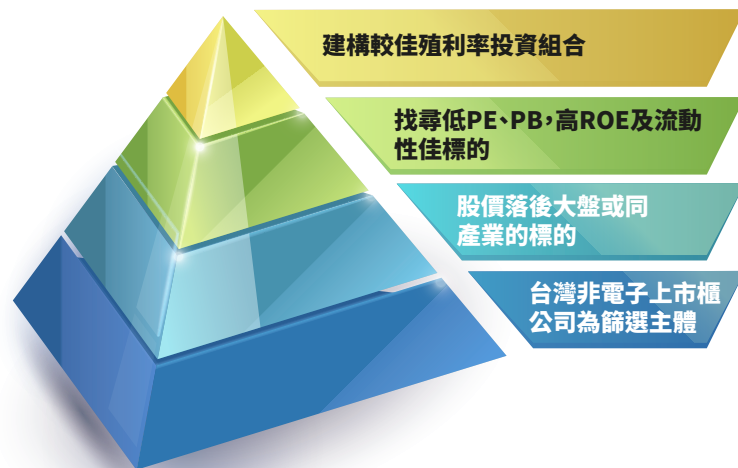 建構較佳殖利率投資組合
找尋低PE、PB，高ROE及流動
性佳標的
股價落後大盤或同
產業的標的
台灣非電子上市櫃
公司為篩選主體